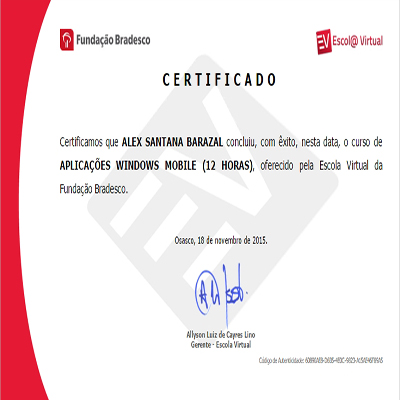 Fundação Bradesco
EV Escol@ Virtual
CERTIFICADO
Certificamos que ALEX SANTANA BARAZAL concluiu, com êxito, nesta data, o curso de
APLICAÇÕES WINDOWS MOBILE (12 HORAS), oferecido pela Escola Virtual da
Fundação Bradesco.
Osasco, 18 de novembro de 2015.
Allyson Luiz de Cayres Lino
Gerente - Escola Virtual
Código de Autenticidade: